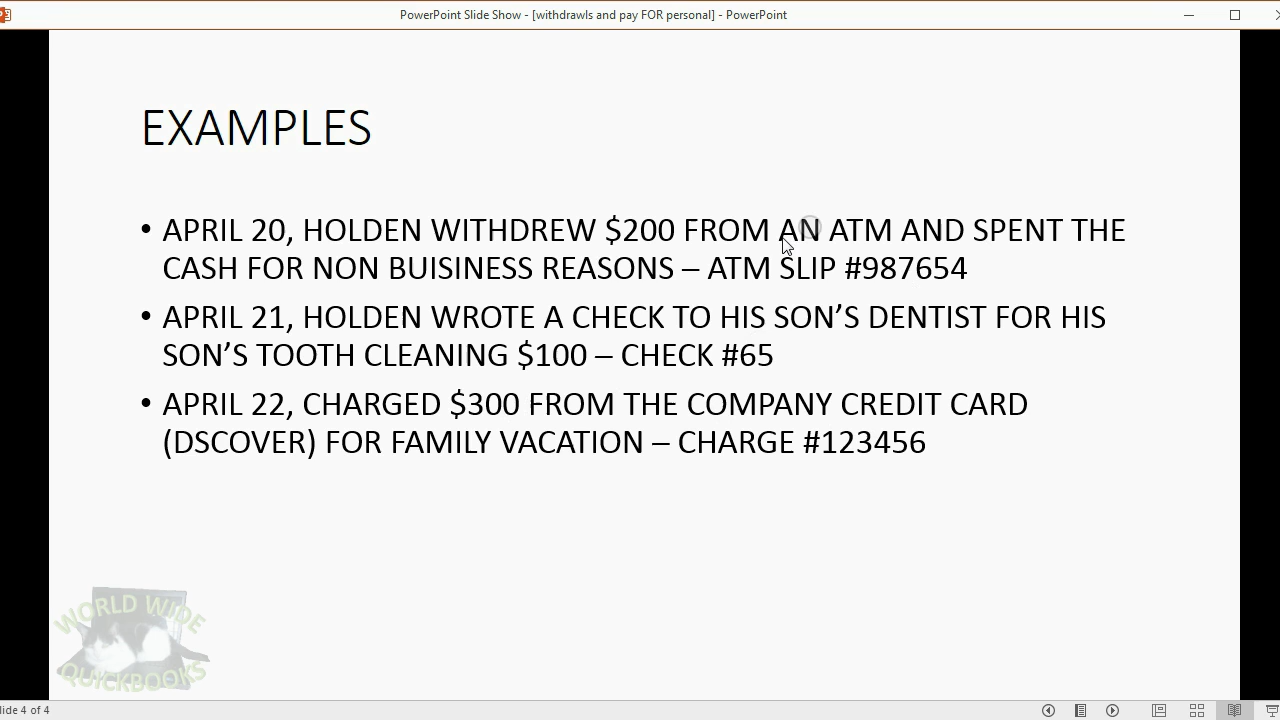 PowerPoint Slide Show - [withdrawls and pay FOR personal] - PowerPoint
EXAMPLES
• APRIL 20, HOLDEN WITHDREW $200 FROM AN ATM AND SPENT THE
CASH FOR NON BUISINESS REASONS – ATM SLIP #987654
• APRIL 21, HOLDEN WROTE A CHECK TO HIS SON’S DENTIST FOR HIS
SON’S TOOTH CLEANING $100 – CHECK #65
• APRIL 22, CHARGED $300 FROM THE COMPANY CREDIT CARD
(DSCOVER) FOR FAMILY VACATION – CHARGE #123456
WORLD WIDE
QUICKBOOKS
lide 4 of 4